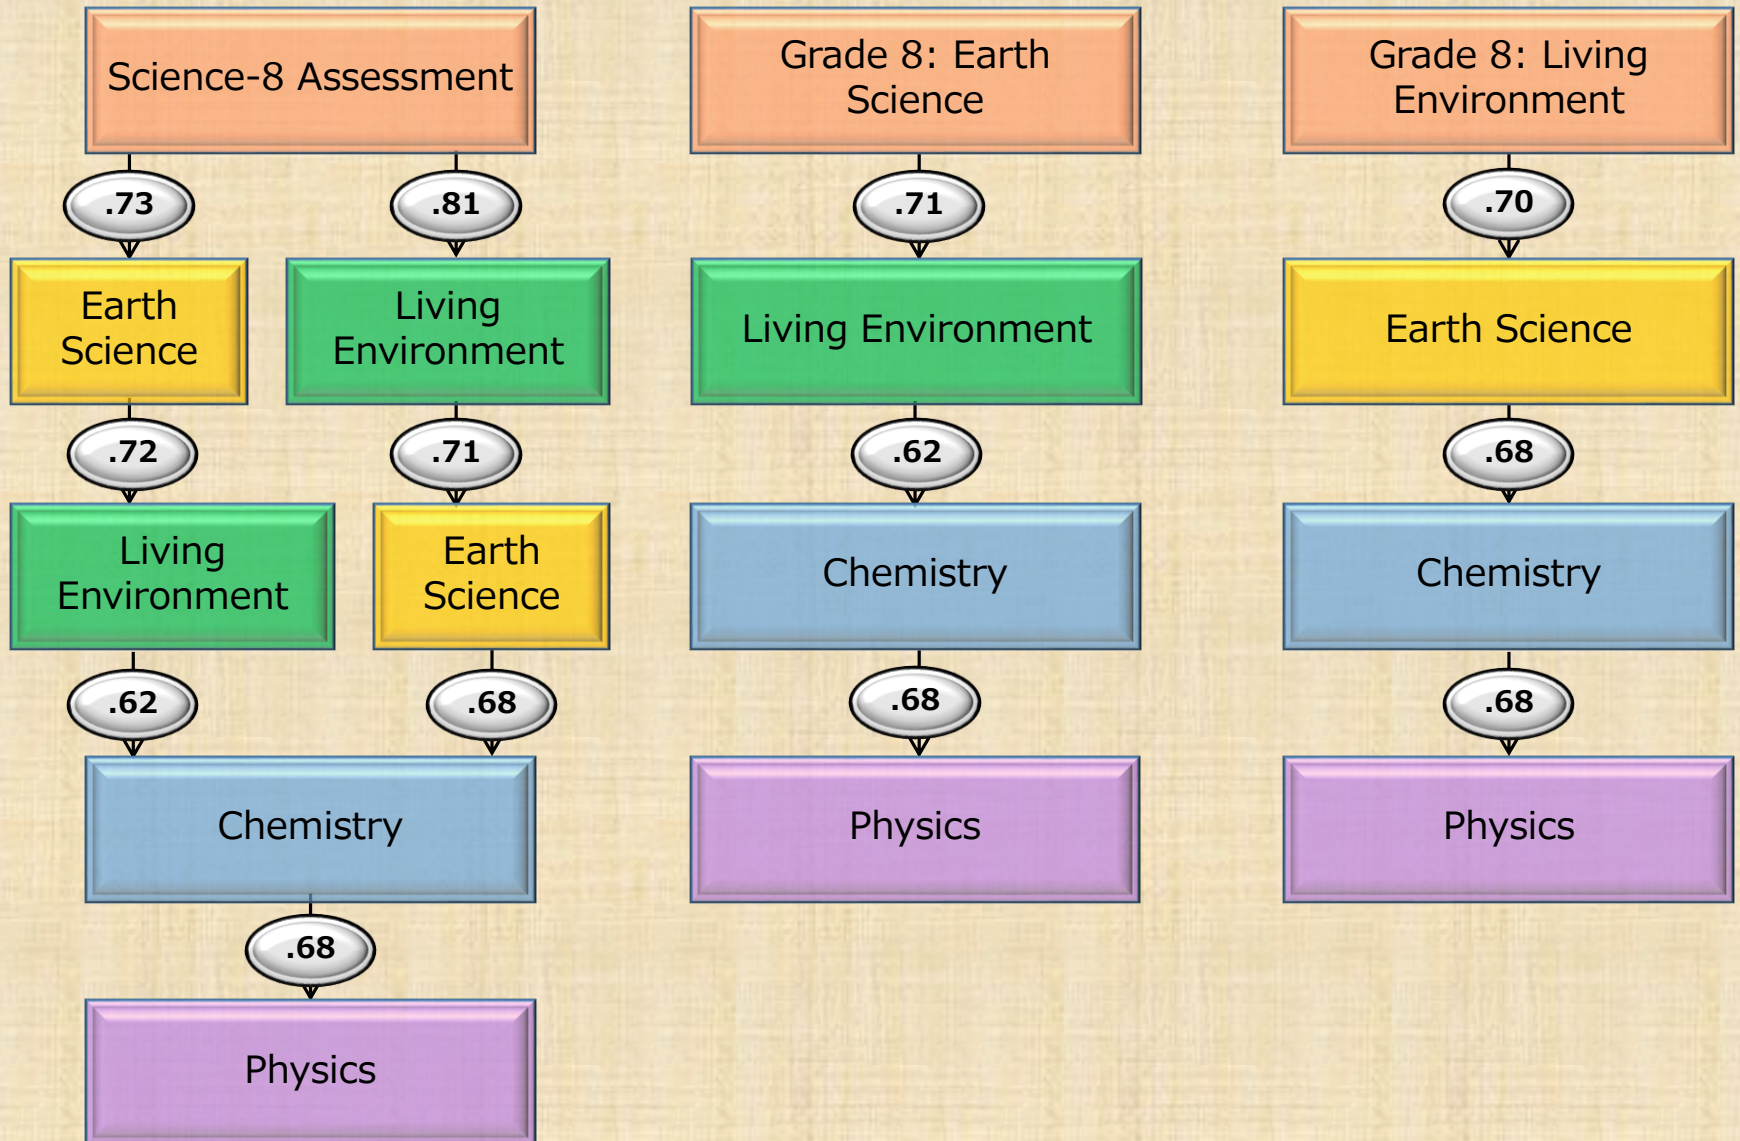 Science-8 Assessment
Grade 8: Earth
Science
Grade 8: Living
Environment
.73
.81
.71
.70
Earth
Science
Living
Environment
Living Environment
Earth Science
.72
.71
.62
.68
Living
Environment
Earth
Science
Chemistry
Chemistry
.62
.68
.68
.68
Chemistry
Physics
Physics
.68
Physics